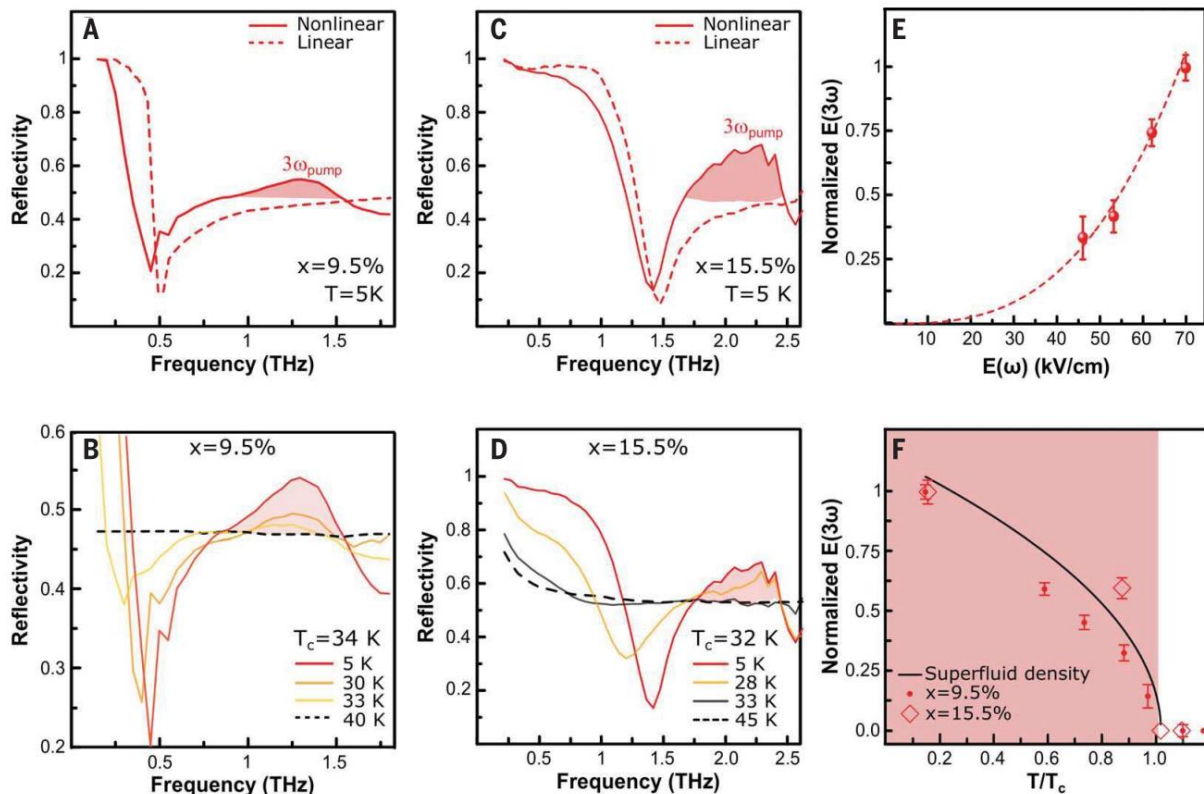 A
Nonlinear
Linear
3ωpump
x=9.5%
T=5K
Reflectivity
1
0.8
0.6
0.4
0.2
0.5
1.0
1.5
Frequency (THz)
C
Nonlinear
Linear
3ωpump
x=15.5%
T=5 K
Reflectivity
1
0.8
0.6
0.4
0.2
0.5
1.0
1.5
2.0
2.5
Frequency (THz)
E
Normalized E(3ω)
1
0.75
0.5
0.25
10
20
30
40
50
60
70
E(ω) (kV/cm)
B
x=9.5%
Tc=34 K
5 K
30 K
33 K
40 K
Reflectivity
0.6
0.5
0.4
0.3
0.2
0.5
1.0
1.5
Frequency (THz)
D
x=15.5%
Tc=32 K
5 K
28 K
33 K
45 K
Reflectivity
1
0.8
0.6
0.4
0.2
0.5
1.0
1.5
2.0
2.5
Frequency (THz)
F
Superfluid density
x=9.5%
x=15.5%
Normalized E(3ω)
1
0.75
0.5
0.25
0.0
0.2
0.4
0.6
0.8
1.0
T/Tc